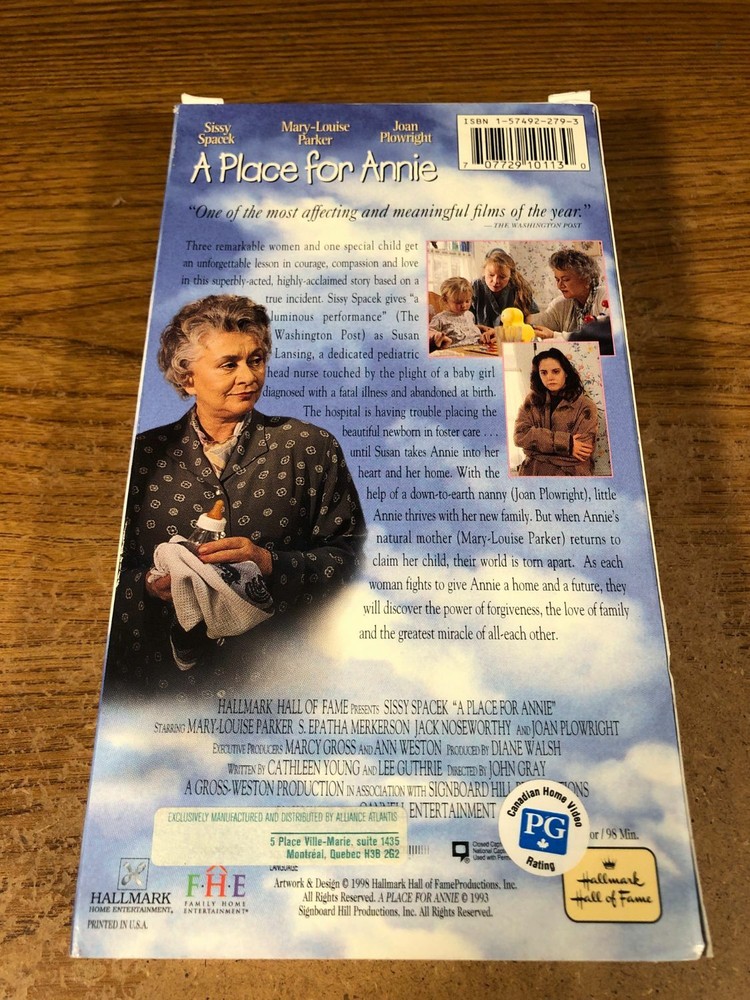 Sissy Spacek
Mary-Louise Parker
Joan Plowright
ISBN 1-57492-279-3
7 07729 10113 0
A Place for Annie
“One of the most affecting and meaningful films of the year.”
— THE WASHINGTON POST
Three remarkable women and one special child get
an unforgettable lesson in courage, compassion and love
in this superbly-acted, highly-acclaimed story based on a
true incident. Sissy Spacek gives “a
luminous performance” (The
Washington Post) as Susan
Lansing, a dedicated pediatric
head nurse touched by the plight of a baby girl
diagnosed with a fatal illness and abandoned at birth.
The hospital is having trouble placing the
beautiful newborn in foster care . . .
until Susan takes Annie into her
heart and her home. With the
help of a down-to-earth nanny (Joan Plowright), little
Annie thrives with her new family. But when Annie's
natural mother (Mary-Louise Parker) returns to
claim her child, their world is torn apart. As each
woman fights to give Annie a home and a future, they
will discover the power of forgiveness, the love of family
and the greatest miracle of all-each other.
HALLMARK HALL OF FAME PRESENTS SISSY SPACEK “A PLACE FOR ANNIE”
STARRING MARY-LOUISE PARKER S. EPATHA MERKERSON JACK NOSEWORTHY AND JOAN PLOWRIGHT
EXECUTIVE PRODUCERS MARCY GROSS AND ANN WESTON PRODUCED BY DIANE WALSH
WRITTEN BY CATHLEEN YOUNG AND LEE GUTHRIE DIRECTED BY JOHN GRAY
A GROSS-WESTON PRODUCTION IN ASSOCIATION WITH SIGNBOARD HILL
ENTERTAINMENT
EXCLUSIVELY MANUFACTURED AND DISTRIBUTED BY ALLIANCE ATLANTIS
5 Place Ville-Marie, suite 1435
Montréal, Quebec H3B 2G2
Canadian Home Video
PG
Rating
or / 98 Min.
LANGUAGE
HALLMARK
HOME ENTERTAINMENT.
PRINTED IN U.S.A.
F·H·E
FAMILY HOME
ENTERTAINMENT
Artwork & Design © 1998 Hallmark Hall of FameProductions, Inc.
All Rights Reserved. A PLACE FOR ANNIE © 1993
Signboard Hill Productions, Inc. All Rights Reserved.
Hallmark
Hall of Fame